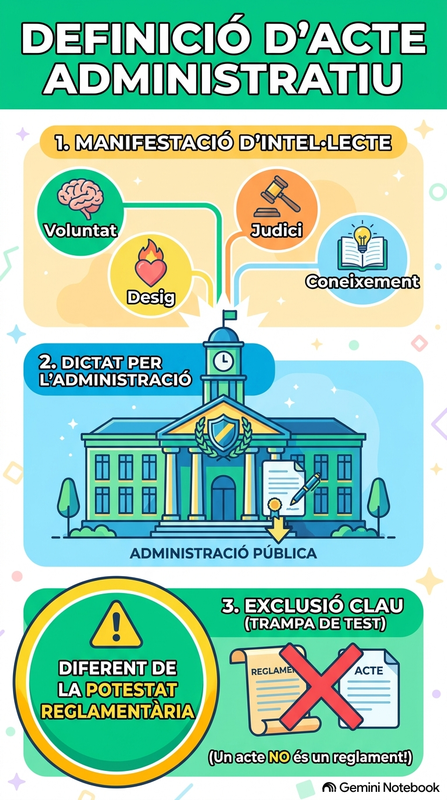 DEFINICIÓ D'ACTE
ADMINISTRATIU
1. MANIFESTACIÓ D'INTEL·LECTE
Voluntat
Desig
Judici
Coneixement
2. DICTAT PER
L'ADMINISTRACIÓ
ADMINISTRACIÓ PÚBLICA
3. EXCLUSIÓ CLAU
(TRAMPA DE TEST)
DIFERENT DE
LA POTESTAT
REGLAMENTÀRIA
REGLAME
ACTE
(Un acte NO és un reglament!)
Gemini Notebook